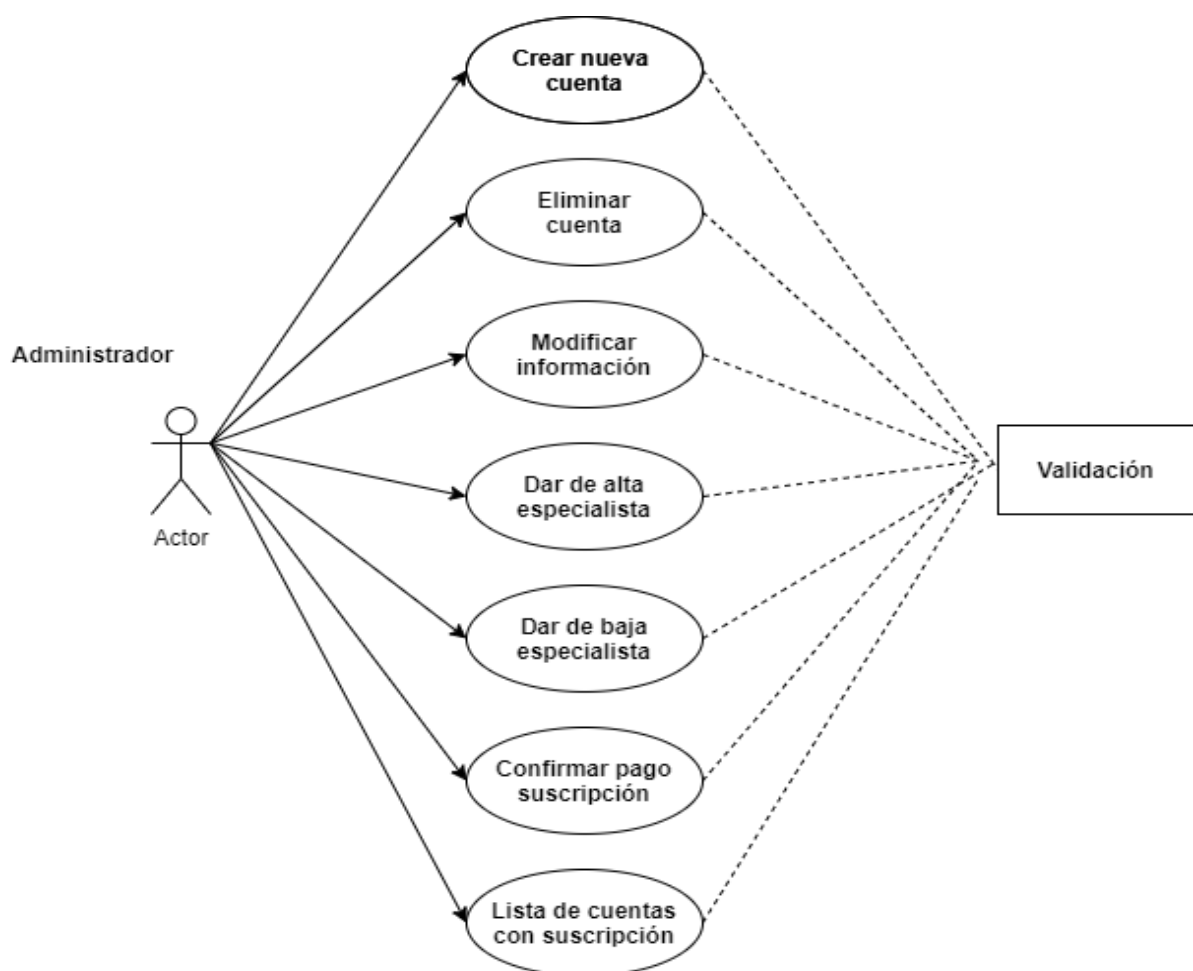 Crear nueva
cuenta
Eliminar
cuenta
Modificar
información
Administrador
Dar de alta
especialista
Validación
Actor
Dar de baja
especialista
Confirmar pago
suscripción
Lista de cuentas
con suscripción